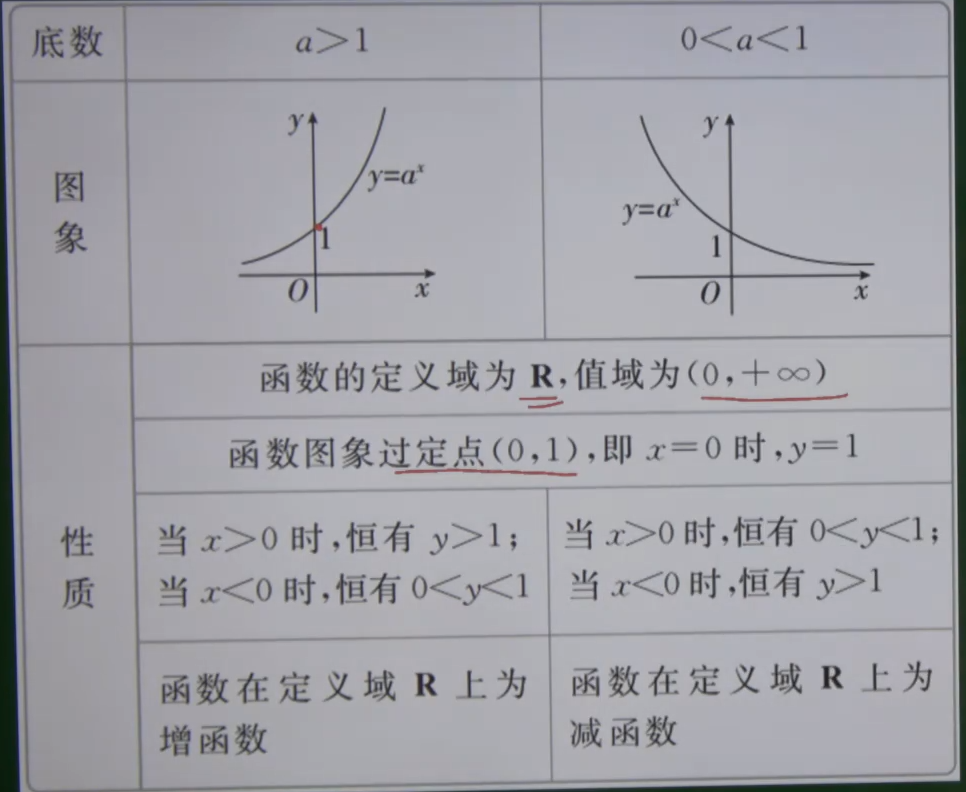 底数
a>1
0<a<1
图
象
y
y=aˣ
1
O
x
y
y=aˣ
1
O
x
性
质
函数的定义域为 R,值域为(0,+∞)
函数图象过定点(0,1),即 x=0 时,y=1
当 x>0 时,恒有 y>1;
当 x<0 时,恒有 0<y<1
当 x>0 时,恒有 0<y<1;
当 x<0 时,恒有 y>1
函数在定义域 R 上为
增函数
函数在定义域 R 上为
减函数